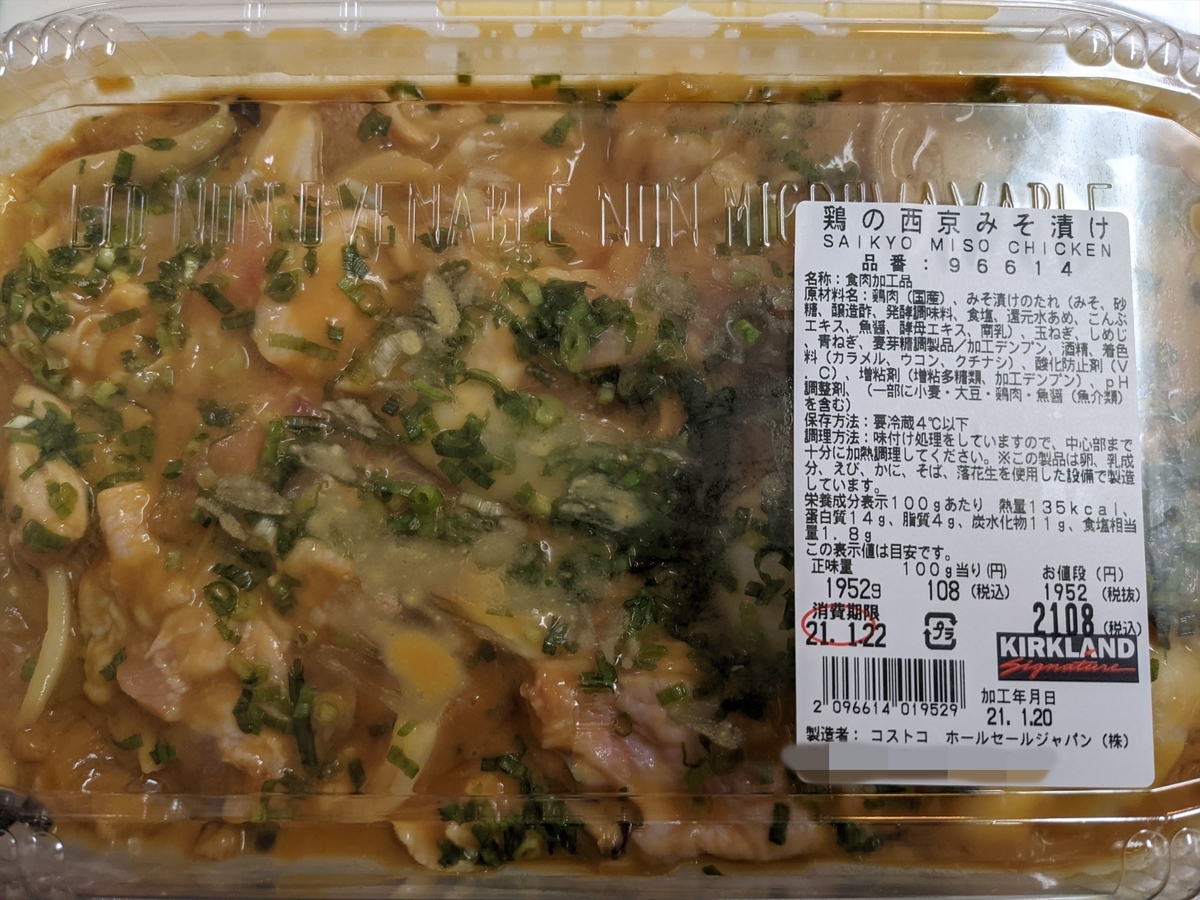 LID NON OVENABLE NON MICROWAVABLE
鶏の西京みそ漬け
SAIKYO MISO CHICKEN
品番:96614
名称:食肉加工品
原材料名:鶏肉(国産)、みそ漬けのたれ(みそ、砂
糖、醸造酢、発酵調味料、食塩、還元水あめ、こんぶ
エキス、魚醤、酵母エキス、南乳)、玉ねぎ、しめじ
、青ねぎ、麦芽糖調製品/加工デンプン、酒精、着色
料(カラメル、ウコン、クチナシ)、酸化防止剤(V
.C)、増粘剤(増粘多糖類、加工デンプン)、pH
調整剤、(一部に小麦・大豆・鶏肉・魚醤(魚介類)
を含む)
保存方法:要冷蔵4℃以下
調理方法:味付け処理をしていますので、中心部まで
十分に加熱調理してください。※この製品は卵、乳成
分、えび、かに、そば、落花生を使用した設備で製造
しています。
栄養成分表示100gあたり 熱量135kcal、
蛋白質14g、脂質4g、炭水化物11g、食塩相当
量1.8g
この表示値は目安です。
正味量 100g当り(円) お値段(円)
1952g 108(税込) 1952(税抜)
消費期限 2108(税込)
21.1.22 プラ
KIRKLAND
Signature
2 096614 019529
加工年月日
21.1.20
製造者: コストコ ホールセールジャパン(株)